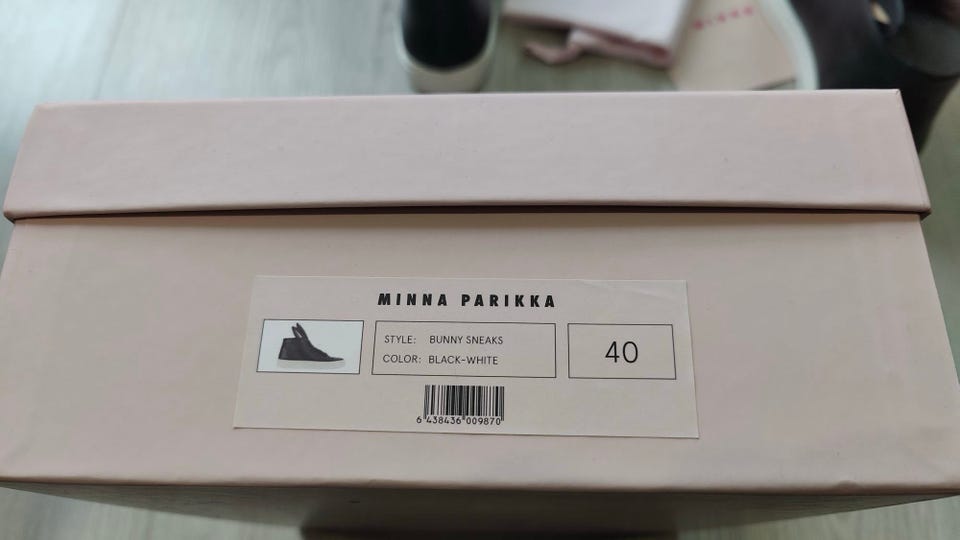 MINNA PARIKKA
STYLE: BUNNY SNEAKS
COLOR: BLACK-WHITE
40
6 438436 009870